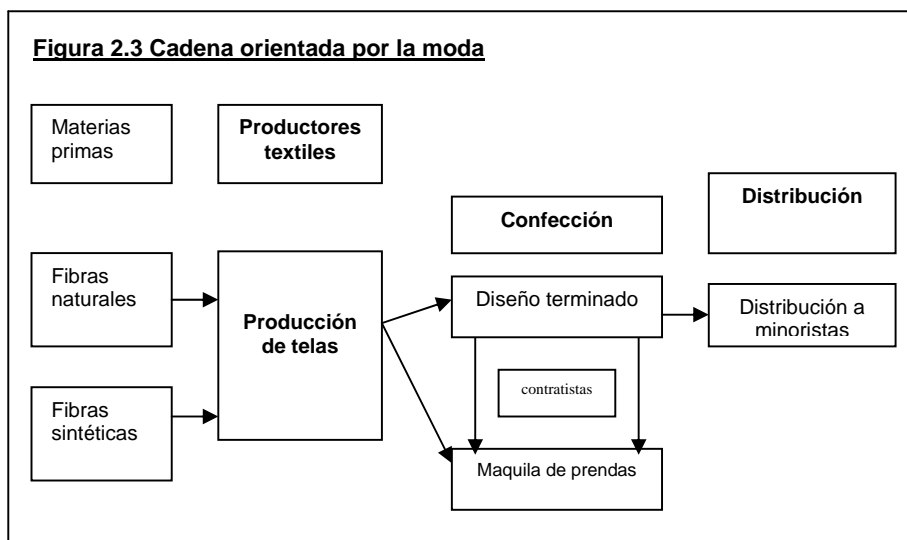 Figura 2.3 Cadena orientada por la moda
Materias
primas
Productores
textiles
Confección
Distribución
Fibras
naturales
Fibras
sintéticas
Producción
de telas
Diseño terminado
contratistas
Maquila de prendas
Distribución a
minoristas